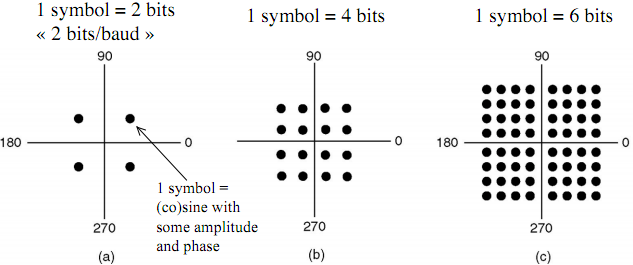 1 symbol = 2 bits
« 2 bits/baud »
1 symbol = 4 bits
1 symbol = 6 bits
90
180
0
270
1 symbol =
(co)sine with
some amplitude
and phase
(a)
90
0
270
(b)
90
180
0
270
(c)